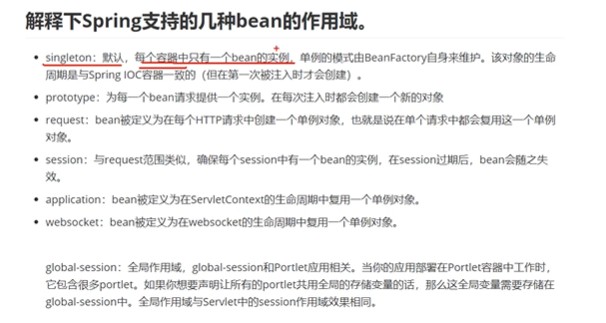 解释下Spring支持的几种bean的作用域。
• singleton：默认，每个容器中只有一个bean的实例，单例的模式由BeanFactory自身来维护。该对象的生命
周期是与Spring IOC容器一致的（但在第一次被注入时才会创建）。
• prototype：为每一个bean请求提供一个实例。在每次注入时都会创建一个新的对象
• request：bean被定义为在每个HTTP请求中创建一个单例对象，也就是说在单个请求中都会复用这一个单例
对象。
• session：与request范围类似，确保每个session中有一个bean的实例，在session过期后，bean会随之失
效。
• application：bean被定义为在ServletContext的生命周期中复用一个单例对象。
• websocket：bean被定义为在websocket的生命周期中复用一个单例对象。
global-session：全局作用域，global-session和Portlet应用相关。当你的应用部署在Portlet容器中工作时，
它包含很多portlet。如果你想要声明让所有的portlet共用全局的存储变量的话，那么这全局变量需要存储在
global-session中。全局作用域与Servlet中的session作用域效果相同。